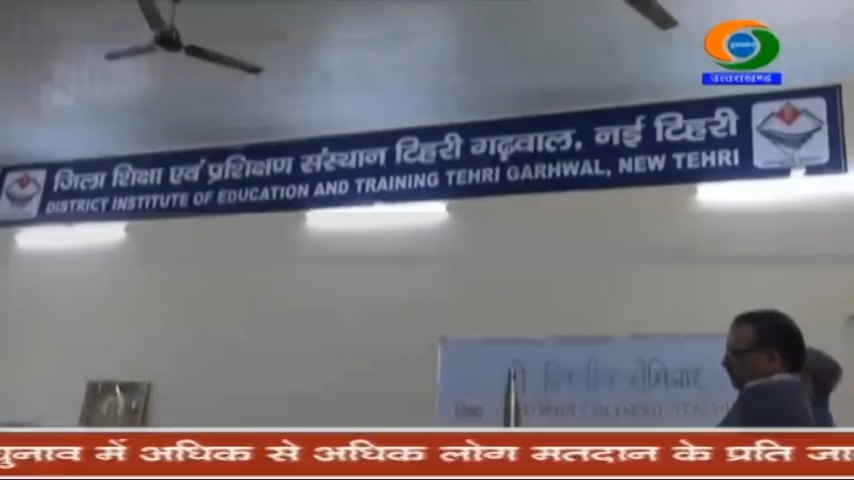 उत्तराखण्ड
जिला शिक्षा एवं प्रशिक्षण संस्थान टिहरी गढ़वाल, नई टिहरी
DISTRICT INSTITUTE OF EDUCATION AND TRAINING TEHRI GARHWAL, NEW TEHRI
सेमिनार
में अधिक से अधिक लोग मतदान के प्रति